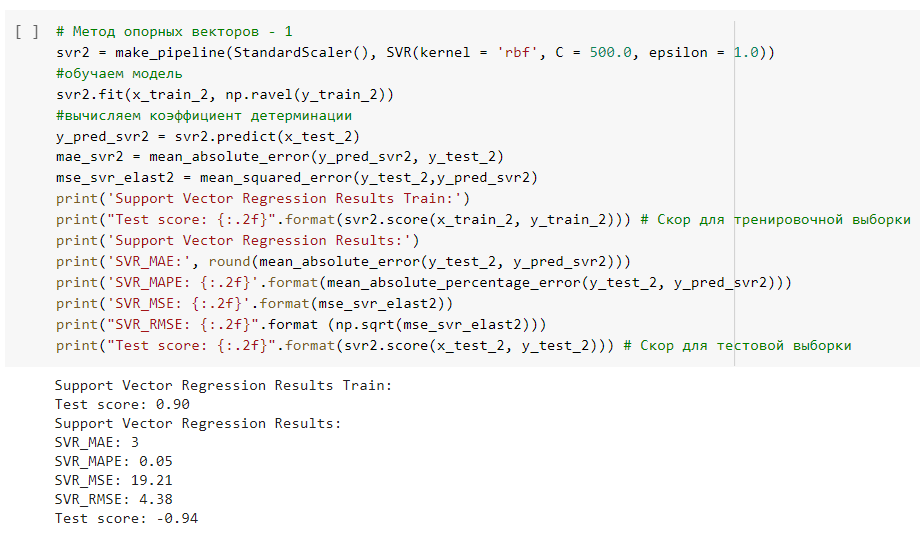 [ ] # Метод опорных векторов - 1
svr2 = make_pipeline(StandardScaler(), SVR(kernel = 'rbf', C = 500.0, epsilon = 1.0))
#обучаем модель
svr2.fit(x_train_2, np.ravel(y_train_2))
#вычисляем коэффициент детерминации
y_pred_svr2 = svr2.predict(x_test_2)
mae_svr2 = mean_absolute_error(y_pred_svr2, y_test_2)
mse_svr_elast2 = mean_squared_error(y_test_2,y_pred_svr2)
print('Support Vector Regression Results Train:')
print("Test score: {:.2f}".format(svr2.score(x_train_2, y_train_2))) # Скор для тренировочной выборки
print('Support Vector Regression Results:')
print('SVR_MAE:', round(mean_absolute_error(y_test_2, y_pred_svr2)))
print('SVR_MAPE: {:.2f}'.format(mean_absolute_percentage_error(y_test_2, y_pred_svr2)))
print('SVR_MSE: {:.2f}'.format(mse_svr_elast2))
print("SVR_RMSE: {:.2f}".format (np.sqrt(mse_svr_elast2)))
print("Test score: {:.2f}".format(svr2.score(x_test_2, y_test_2))) # Скор для тестовой выборки
Support Vector Regression Results Train:
Test score: 0.90
Support Vector Regression Results:
SVR_MAE: 3
SVR_MAPE: 0.05
SVR_MSE: 19.21
SVR_RMSE: 4.38
Test score: -0.94